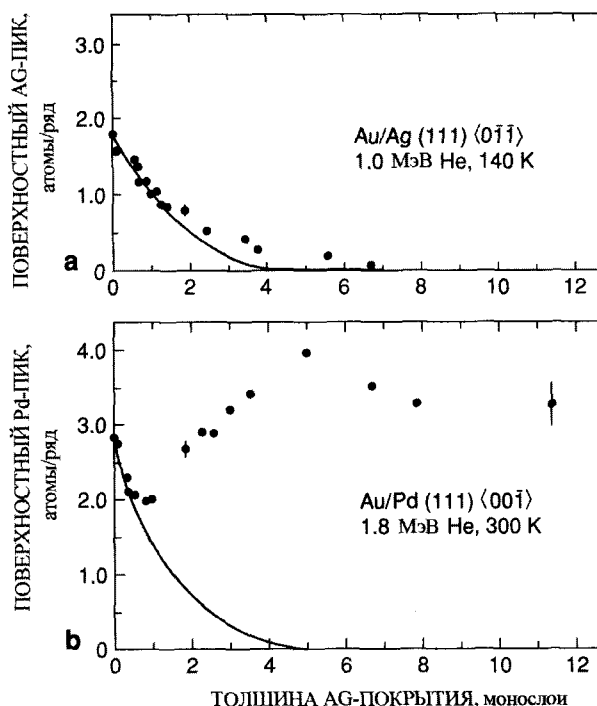 ПОВЕРХНОСТНЫЙ AG-ПИК,
атомы/ряд
3.0
2.0
1.0
0
a
Au/Ag (111) ⟨01̄1̄⟩
1.0 МэВ He, 140 K
0 2 4 6 8 10 12
ПОВЕРХНОСТНЫЙ Pd-ПИК,
атомы/ряд
4.0
3.0
2.0
1.0
0
b
Au/Pd (111) ⟨001̄⟩
1.8 МэВ He, 300 K
0 2 4 6 8 10 12
ТОЛШИНА AG-ПОКРЫТИЯ, монослои